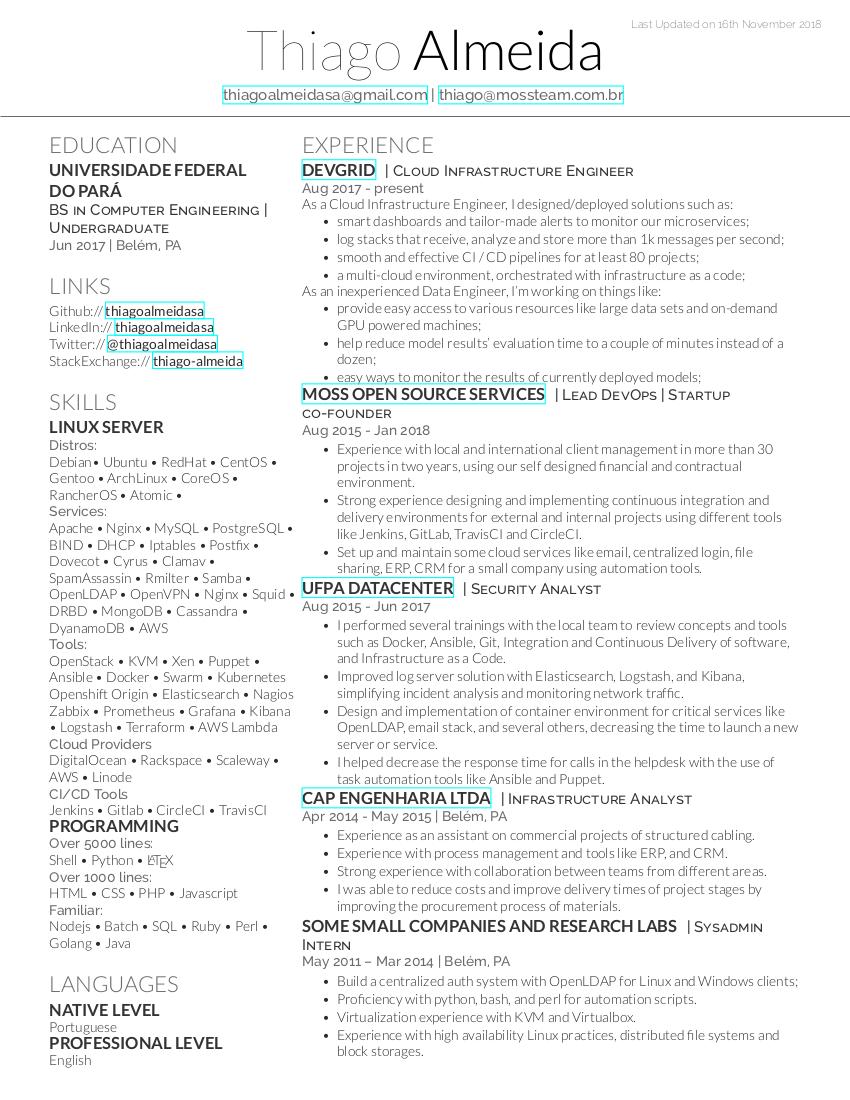 Last Updated on 16th November 2018
Thiago Almeida
thiagoalmeidasa@gmail.com | thiago@mossteam.com.br
EDUCATION
UNIVERSIDADE FEDERAL
DO PARÁ
BS in Computer Engineering |
Undergraduate
Jun 2017 | Belém, PA
LINKS
Github:// thiagoalmeidasa
LinkedIn:// thiagoalmeidasa
Twitter:// @thiagoalmeidasa
StackExchange:// thiago-almeida
SKILLS
LINUX SERVER
Distros:
Debian• Ubuntu • RedHat • CentOS •
Gentoo • ArchLinux • CoreOS •
RancherOS • Atomic •
Services:
Apache • Nginx • MySQL • PostgreSQL •
BIND • DHCP • Iptables • Postfix •
Dovecot • Cyrus • Clamav •
SpamAssassin • Rmilter • Samba •
OpenLDAP • OpenVPN • Nginx • Squid •
DRBD • MongoDB • Cassandra •
DyanamoDB • AWS
Tools:
OpenStack • KVM • Xen • Puppet •
Ansible • Docker • Swarm • Kubernetes
Openshift Origin • Elasticsearch • Nagios
Zabbix • Prometheus • Grafana • Kibana
• Logstash • Terraform • AWS Lambda
Cloud Providers
DigitalOcean • Rackspace • Scaleway •
AWS • Linode
CI/CD Tools
Jenkins • Gitlab • CircleCI • TravisCI
PROGRAMMING
Over 5000 lines:
Shell • Python • LATEX
Over 1000 lines:
HTML • CSS • PHP • Javascript
Familiar:
Nodejs • Batch • SQL • Ruby • Perl •
Golang • Java
LANGUAGES
NATIVE LEVEL
Portuguese
PROFESSIONAL LEVEL
English
EXPERIENCE
DEVGRID | Cloud Infrastructure Engineer
Aug 2017 - present
As a Cloud Infrastructure Engineer, I designed/deployed solutions such as:
• smart dashboards and tailor-made alerts to monitor our microservices;
• log stacks that receive, analyze and store more than 1k messages per second;
• smooth and effective CI / CD pipelines for at least 80 projects;
• a multi-cloud environment, orchestrated with infrastructure as a code;
As an inexperienced Data Engineer, I'm working on things like:
• provide easy access to various resources like large data sets and on-demand
GPU powered machines;
• help reduce model results' evaluation time to a couple of minutes instead of a
dozen;
• easy ways to monitor the results of currently deployed models;
MOSS OPEN SOURCE SERVICES | Lead DevOps | Startup
co-founder
Aug 2015 - Jan 2018
• Experience with local and international client management in more than 30
projects in two years, using our self designed financial and contractual
environment.
• Strong experience designing and implementing continuous integration and
delivery environments for external and internal projects using different tools
like Jenkins, GitLab, TravisCI and CircleCI.
• Set up and maintain some cloud services like email, centralized login, file
sharing, ERP, CRM for a small company using automation tools.
UFPA DATACENTER | Security Analyst
Aug 2015 - Jun 2017
• I performed several trainings with the local team to review concepts and tools
such as Docker, Ansible, Git, Integration and Continuous Delivery of software,
and Infrastructure as a Code.
• Improved log server solution with Elasticsearch, Logstash, and Kibana,
simplifying incident analysis and monitoring network traffic.
• Design and implementation of container environment for critical services like
OpenLDAP, email stack, and several others, decreasing the time to launch a new
server or service.
• I helped decrease the response time for calls in the helpdesk with the use of
task automation tools like Ansible and Puppet.
CAP ENGENHARIA LTDA | Infrastructure Analyst
Apr 2014 - May 2015 | Belém, PA
• Experience as an assistant on commercial projects of structured cabling.
• Experience with process management and tools like ERP, and CRM.
• Strong experience with collaboration between teams from different areas.
• I was able to reduce costs and improve delivery times of project stages by
improving the procurement process of materials.
SOME SMALL COMPANIES AND RESEARCH LABS | Sysadmin
Intern
May 2011 – Mar 2014 | Belém, PA
• Build a centralized auth system with OpenLDAP for Linux and Windows clients;
• Proficiency with python, bash, and perl for automation scripts.
• Virtualization experience with KVM and Virtualbox.
• Experience with high availability Linux practices, distributed file systems and
block storages.